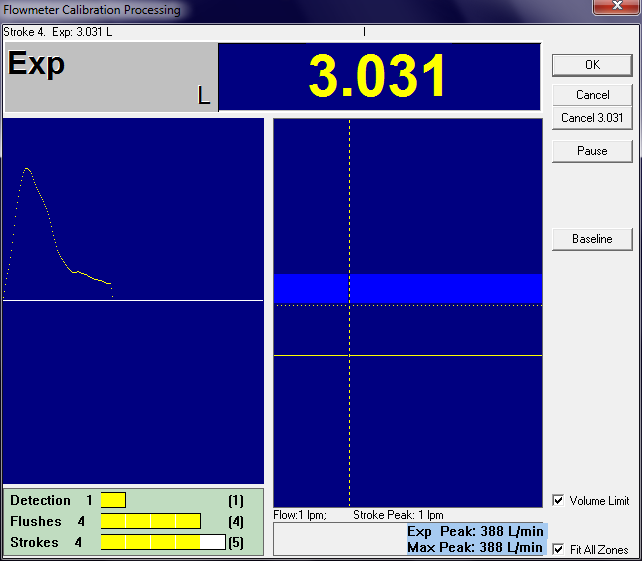 Flowmeter Calibration Processing
Stroke 4. Exp: 3.031 L
Exp
L
3.031
OK
Cancel
Cancel 3.031
Pause
Baseline
Detection 1 (1)
Flushes 4 (4)
Strokes 4 (5)
Flow:1 lpm; Stroke Peak: 1 lpm
Exp Peak: 388 L/min
Max Peak: 388 L/min
Volume Limit
Fit All Zones